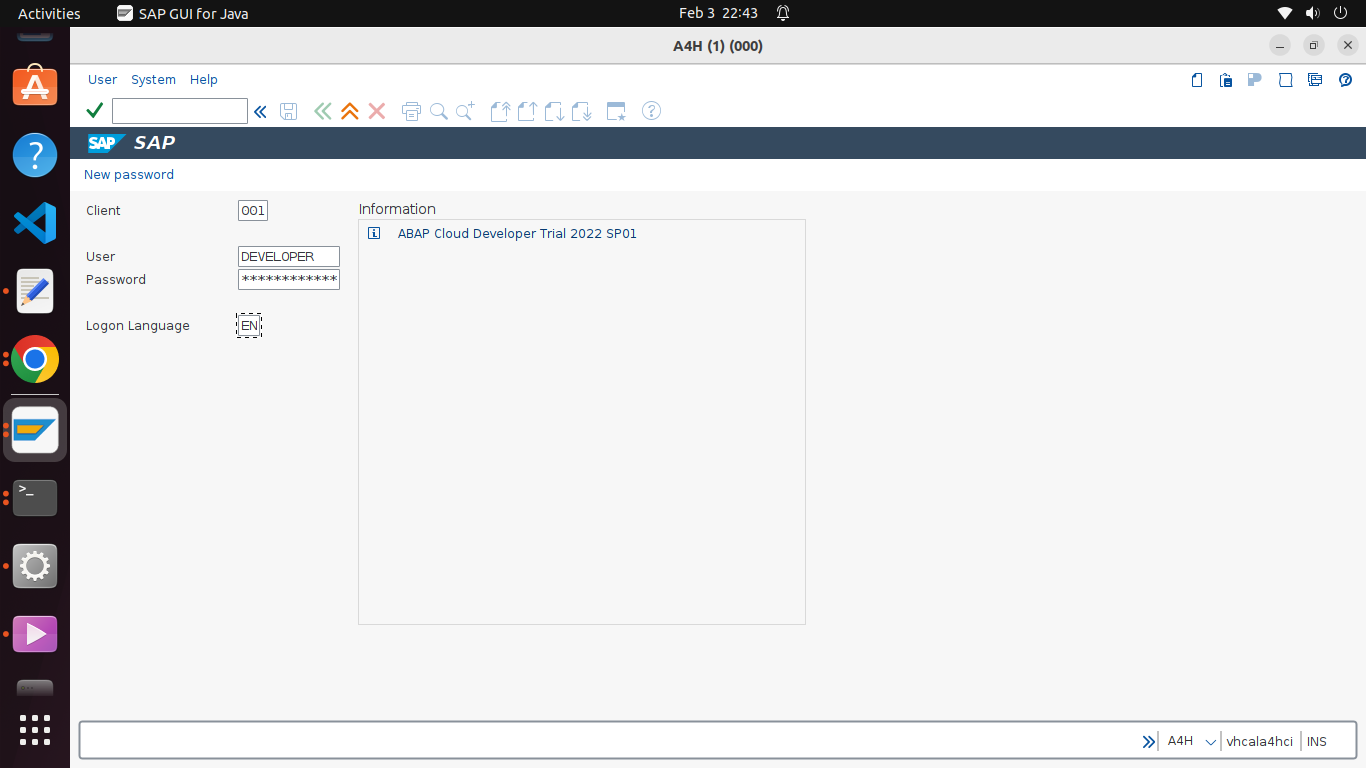 Activities SAP GUI for Java Feb 3 22:43
A4H (1) (000)
User System Help
SAP SAP
New password
Client 001 Information
ABAP Cloud Developer Trial 2022 SP01
User DEVELOPER
Password ************
Logon Language EN
A4H vhcala4hci INS